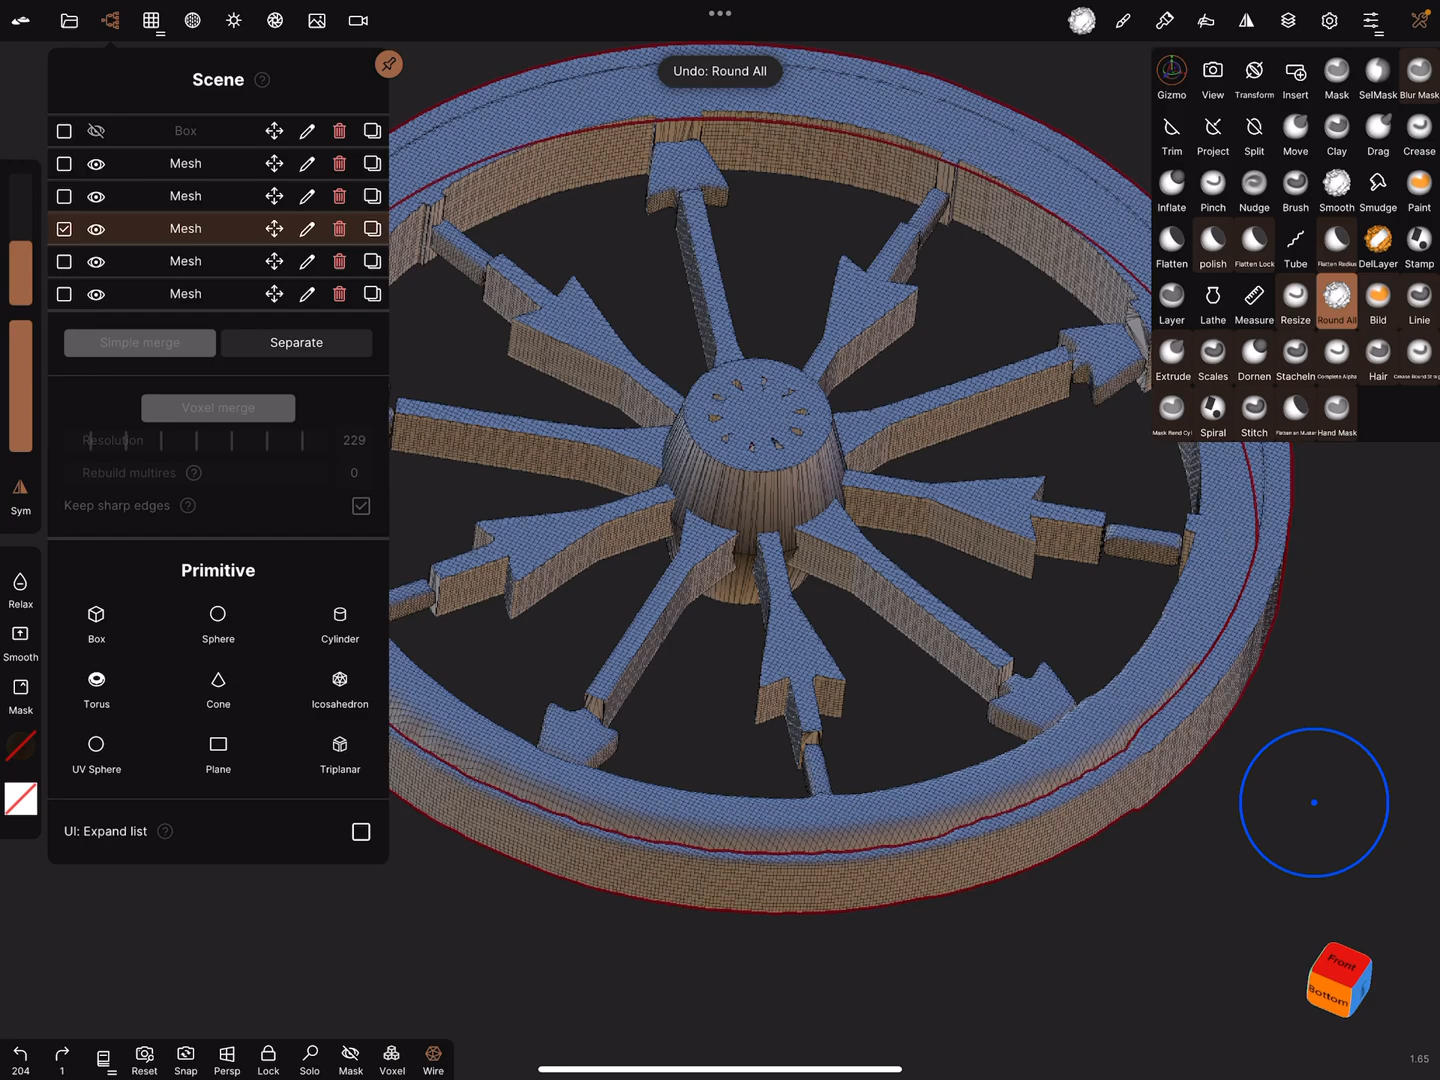 Undo: Round All
Scene
Box
Mesh
Mesh
Mesh
Mesh
Mesh
Simple merge
Separate
Voxel merge
Resolution 229
Rebuild multires 0
Keep sharp edges
Primitive
Box Sphere Cylinder
Torus Cone Icosahedron
UV Sphere Plane Triplanar
UI: Expand list
Sym
Relax
Smooth
Mask
Gizmo View Transform Insert Mask SelMask Blur Mask
Trim Project Split Move Clay Drag Crease
Inflate Pinch Nudge Brush Smooth Smudge Paint
Flatten polish Flatten Lock Tube Flatten Radius DelLayer Stamp
Layer Lathe Measure Resize Round All Bild Linie
Extrude Scales Dornen Stacheln Complete Alpha Hair
Spiral Stitch Hand Mask
Front
Bottom
204 1 Reset Snap Persp Lock Solo Mask Voxel Wire
1.65